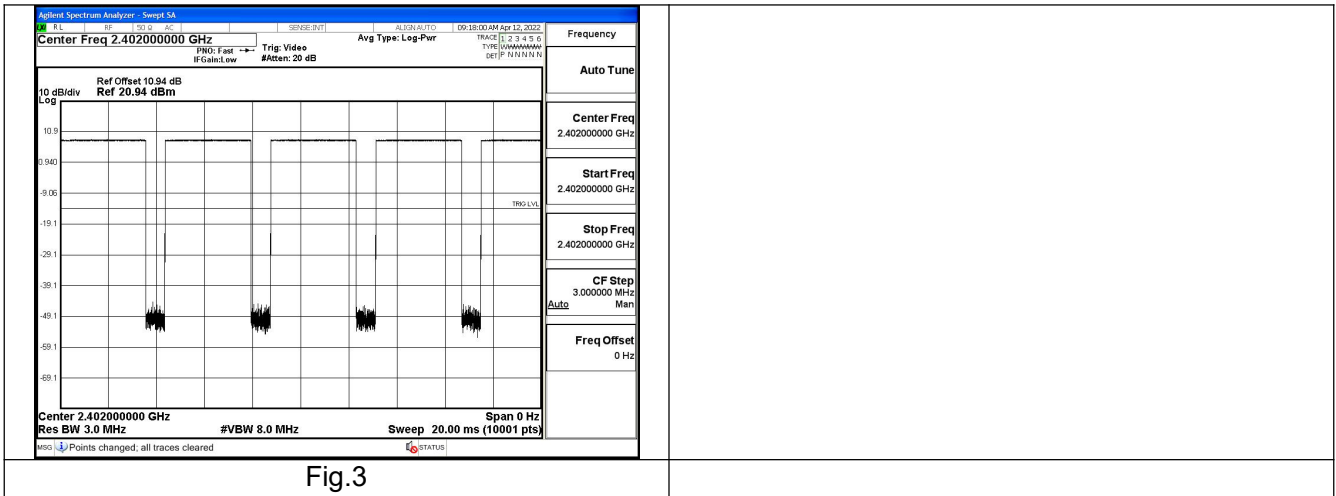 Agilent Spectrum Analyzer - Swept SA
RL RF 50 Ω AC SENSE:INT ALIGN AUTO 09:18:00 AM Apr 12, 2022
Center Freq 2.402000000 GHz
PNO: Fast
IFGain:Low
Trig: Video
#Atten: 20 dB
Avg Type: Log-Pwr
TRACE 1 2 3 4 5 6
TYPE
DET P N N N N N
Frequency
Auto Tune
Center Freq
2.402000000 GHz
Start Freq
2.402000000 GHz
Stop Freq
2.402000000 GHz
CF Step
3.000000 MHz
Auto Man
Freq Offset
0 Hz
Ref Offset 10.94 dB
10 dB/div Ref 20.94 dBm
Log
10.9
0.940
-9.06
TRIG LVL
-19.1
-29.1
-39.1
-49.1
-59.1
-69.1
Center 2.402000000 GHz Span 0 Hz
Res BW 3.0 MHz #VBW 8.0 MHz Sweep 20.00 ms (10001 pts)
MSG Points changed; all traces cleared STATUS
Fig.3